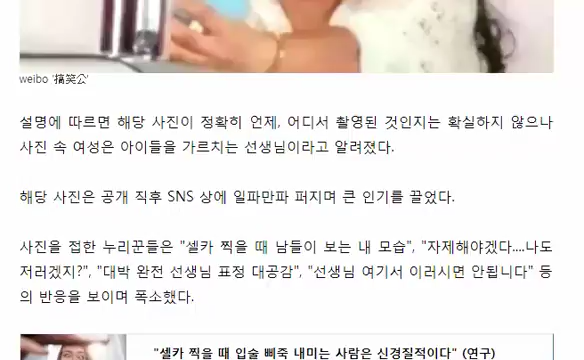 weibo '搞笑公'
설명에 따르면 해당 사진이 정확히 언제, 어디서 촬영된 것인지는 확실하지 않으나
사진 속 여성은 아이들을 가르치는 선생님이라고 알려졌다.
해당 사진은 공개 직후 SNS 상에 일파만파 퍼지며 큰 인기를 끌었다.
사진을 접한 누리꾼들은 "셀카 찍을 때 남들이 보는 내 모습", "자제해야겠다....나도
저러겠지?", "대박 완전 선생님 표정 대공감", "선생님 여기서 이러시면 안됩니다" 등
의 반응을 보이며 폭소했다.
"셀카 찍을 때 입술 삐죽 내미는 사람은 신경질적이다" (연구)